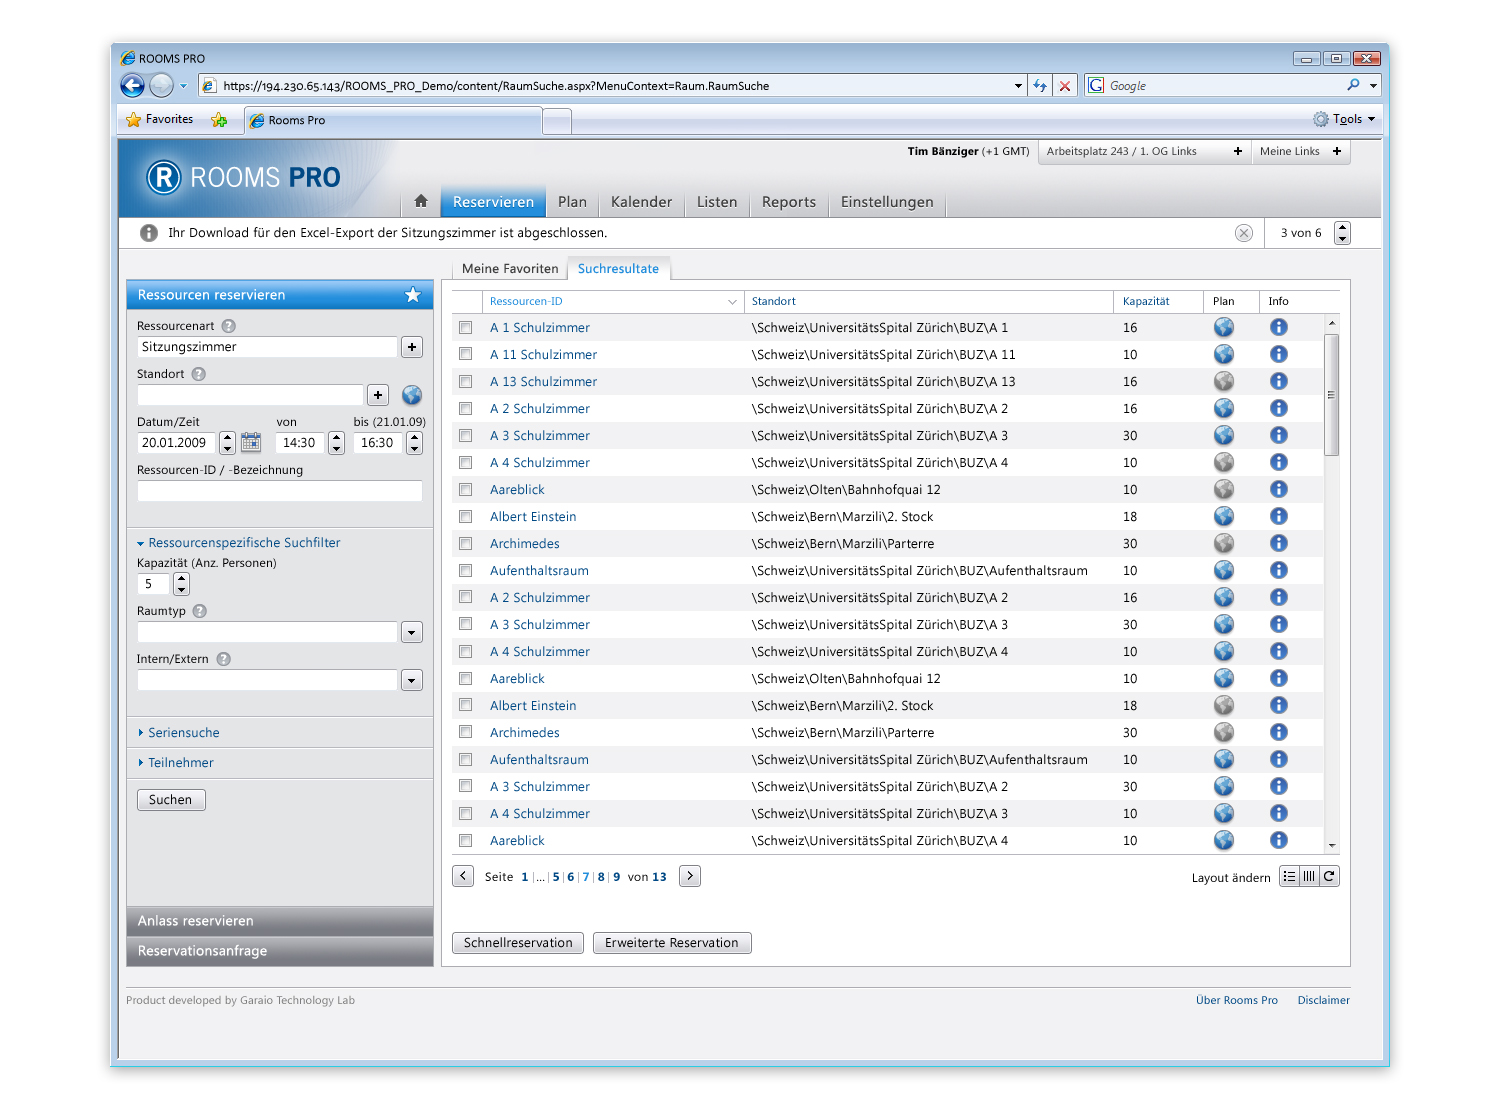 ROOMS PRO
https://194.230.65.143/ROOMS_PRO_Demo/content/RaumSuche.aspx?MenuContext=Raum.RaumSuche
G Google
Favorites
Rooms Pro
Tools
Tim Bänziger (+1 GMT) Arbeitsplatz 243 / 1. OG Links + Meine Links +
R ROOMS PRO
Reservieren Plan Kalender Listen Reports Einstellungen
Ihr Download für den Excel-Export der Sitzungszimmer ist abgeschlossen.
3 von 6
Ressourcen reservieren
Ressourcenart ?
Sitzungszimmer +
Standort ?
+
Datum/Zeit von bis (21.01.09)
20.01.2009 14:30 16:30
Ressourcen-ID / -Bezeichnung
Ressourcenspezifische Suchfilter
Kapazität (Anz. Personen)
5
Raumtyp ?
Intern/Extern ?
Seriensuche
Teilnehmer
Suchen
Anlass reservieren
Reservationsanfrage
Meine Favoriten Suchresultate
Ressourcen-ID Standort Kapazität Plan Info
A 1 Schulzimmer \Schweiz\UniversitätsSpital Zürich\BUZ\A 1 16
A 11 Schulzimmer \Schweiz\UniversitätsSpital Zürich\BUZ\A 11 10
A 13 Schulzimmer \Schweiz\UniversitätsSpital Zürich\BUZ\A 13 16
A 2 Schulzimmer \Schweiz\UniversitätsSpital Zürich\BUZ\A 2 16
A 3 Schulzimmer \Schweiz\UniversitätsSpital Zürich\BUZ\A 3 30
A 4 Schulzimmer \Schweiz\UniversitätsSpital Zürich\BUZ\A 4 10
Aareblick \Schweiz\Olten\Bahnhofquai 12 10
Albert Einstein \Schweiz\Bern\Marzili\2. Stock 18
Archimedes \Schweiz\Bern\Marzili\Parterre 30
Aufenthaltsraum \Schweiz\UniversitätsSpital Zürich\BUZ\Aufenthaltsraum 10
A 2 Schulzimmer \Schweiz\UniversitätsSpital Zürich\BUZ\A 2 16
A 3 Schulzimmer \Schweiz\UniversitätsSpital Zürich\BUZ\A 3 30
A 4 Schulzimmer \Schweiz\UniversitätsSpital Zürich\BUZ\A 4 10
Aareblick \Schweiz\Olten\Bahnhofquai 12 10
Albert Einstein \Schweiz\Bern\Marzili\2. Stock 18
Archimedes \Schweiz\Bern\Marzili\Parterre 30
Aufenthaltsraum \Schweiz\UniversitätsSpital Zürich\BUZ\Aufenthaltsraum 10
A 3 Schulzimmer \Schweiz\UniversitätsSpital Zürich\BUZ\A 2 30
A 4 Schulzimmer \Schweiz\UniversitätsSpital Zürich\BUZ\A 3 10
Aareblick \Schweiz\UniversitätsSpital Zürich\BUZ\A 4 10
Seite 1 |...| 5 | 6 | 7 | 8 | 9 von 13
Layout ändern
Schnellreservation Erweiterte Reservation
Product developed by Garaio Technology Lab
Über Rooms Pro Disclaimer